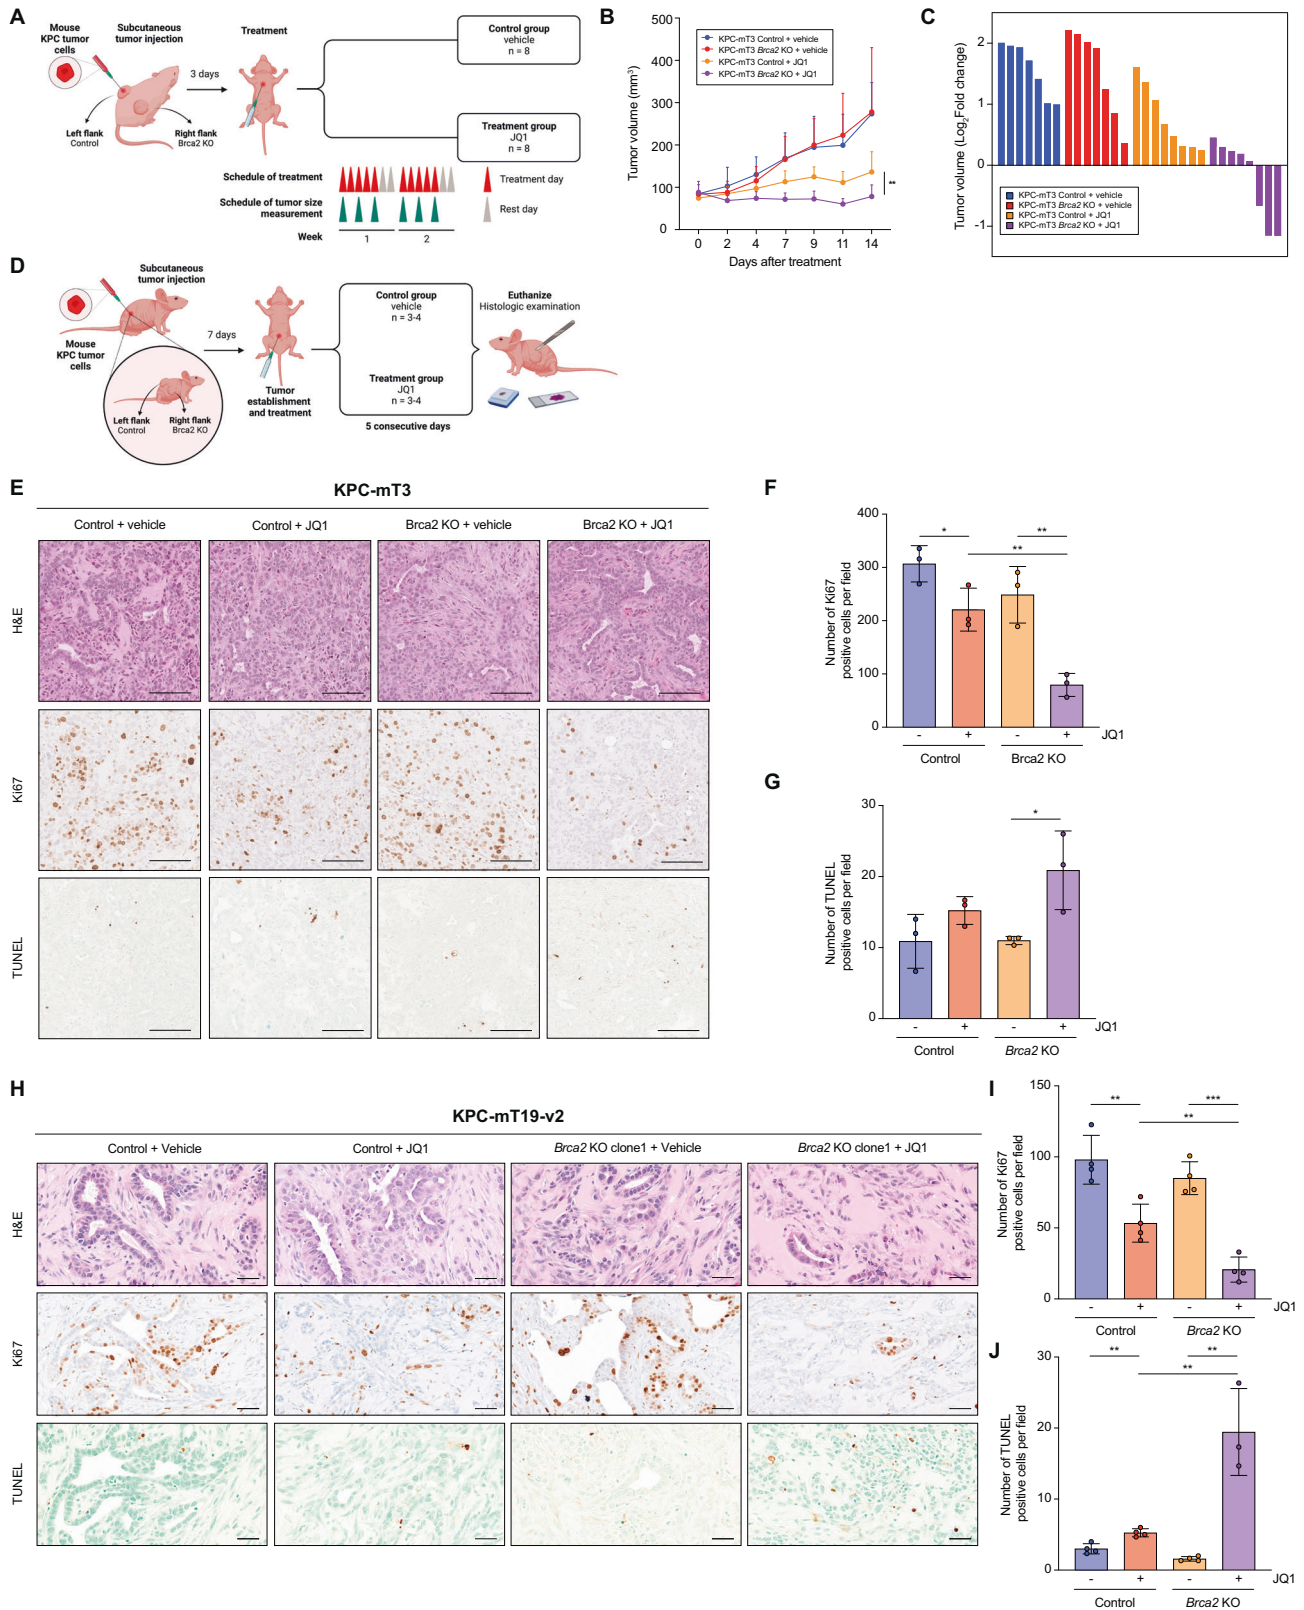 A
Mouse
KPC tumor
cells
Subcutaneous
tumor injection
3 days
Left flank
Control
Right flank
Brca2 KO
Treatment
Control group
vehicle
n = 8
Treatment group
JQ1
n = 8
Schedule of treatment
Schedule of tumor size
measurement
Week
1
2
Treatment day
Rest day
B
Tumor volume (mm³)
500
400
300
200
100
0
KPC-mT3 Control + vehicle
KPC-mT3 Brca2 KO + vehicle
KPC-mT3 Control + JQ1
KPC-mT3 Brca2 KO + JQ1
**
0 2 4 7 9 11 14
Days after treatment
C
Tumor volume (Log₂Fold change)
2
1
0
-1
KPC-mT3 Control + vehicle
KPC-mT3 Brca2 KO + vehicle
KPC-mT3 Control + JQ1
KPC-mT3 Brca2 KO + JQ1
D
Subcutaneous
tumor injection
Mouse
KPC tumor
cells
Left flank
Control
Right flank
Brca2 KO
7 days
Tumor
establishment
and treatment
Control group
vehicle
n = 3-4
Treatment group
JQ1
n = 3-4
5 consecutive days
Euthanize
Histologic examination
E
KPC-mT3
Control + vehicle
Control + JQ1
Brca2 KO + vehicle
Brca2 KO + JQ1
H&E
Ki67
TUNEL
F
Number of Ki67
positive cells per field
400
300
200
100
0
*
**
**
- + - + JQ1
Control
Brca2 KO
G
Number of TUNEL
positive cells per field
30
20
10
0
*
- + - + JQ1
Control
Brca2 KO
H
KPC-mT19-v2
Control + Vehicle
Control + JQ1
Brca2 KO clone1 + Vehicle
Brca2 KO clone1 + JQ1
H&E
Ki67
TUNEL
I
Number of Ki67
positive cells per field
150
100
50
0
**
***
**
- + - + JQ1
Control
Brca2 KO
J
Number of TUNEL
positive cells per field
30
20
10
0
**
**
**
- + - + JQ1
Control
Brca2 KO